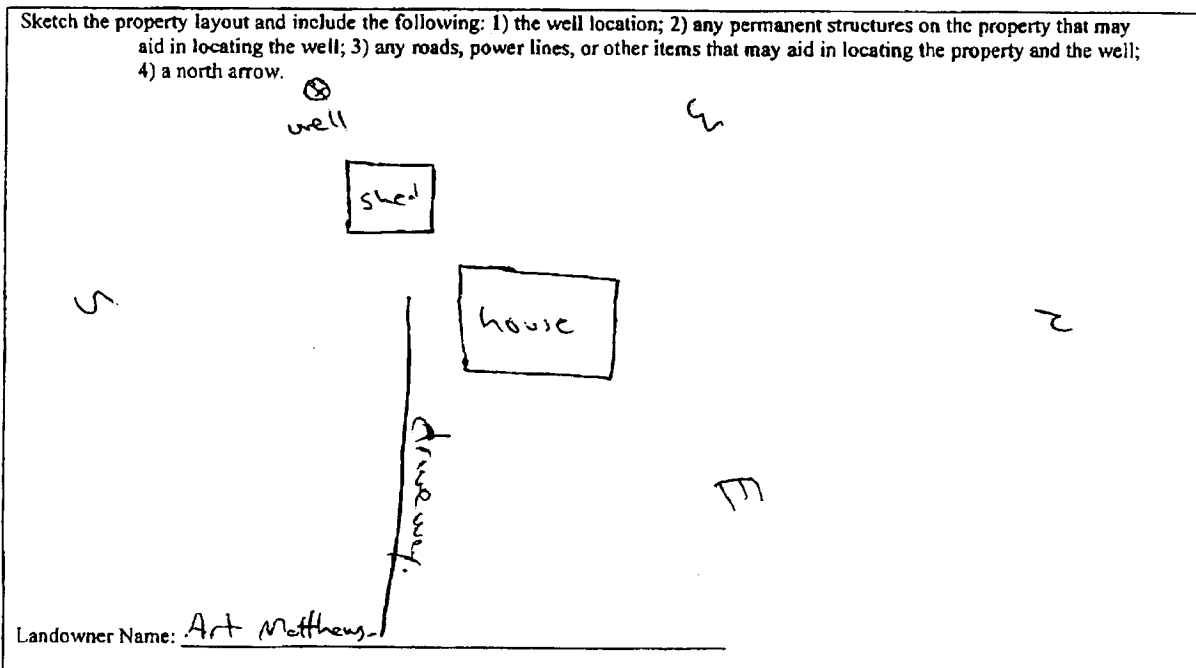 Sketch the property layout and include the following: 1) the well location; 2) any permanent structures on the property that may
aid in locating the well; 3) any roads, power lines, or other items that may aid in locating the property and the well;
4) a north arrow.
well
W
shed
S
house
N
driveway.
E
Landowner Name: Art Matthews